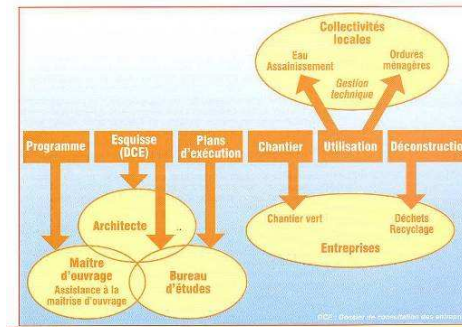 Collectivités
locales
Eau
Assainissement
Ordures
ménagères
Gestion
technique
Programme
Esquisse
(DCE)
Plans
d'exécution
Chantier
Utilisation
Déconstruction
Architecte
Chantier vert
Déchets
Recyclage
Entreprises
Maître
d'ouvrage
Assistance à la
maîtrise d'ouvrage
Bureau
d'études
DCE : Dossier de consultation des